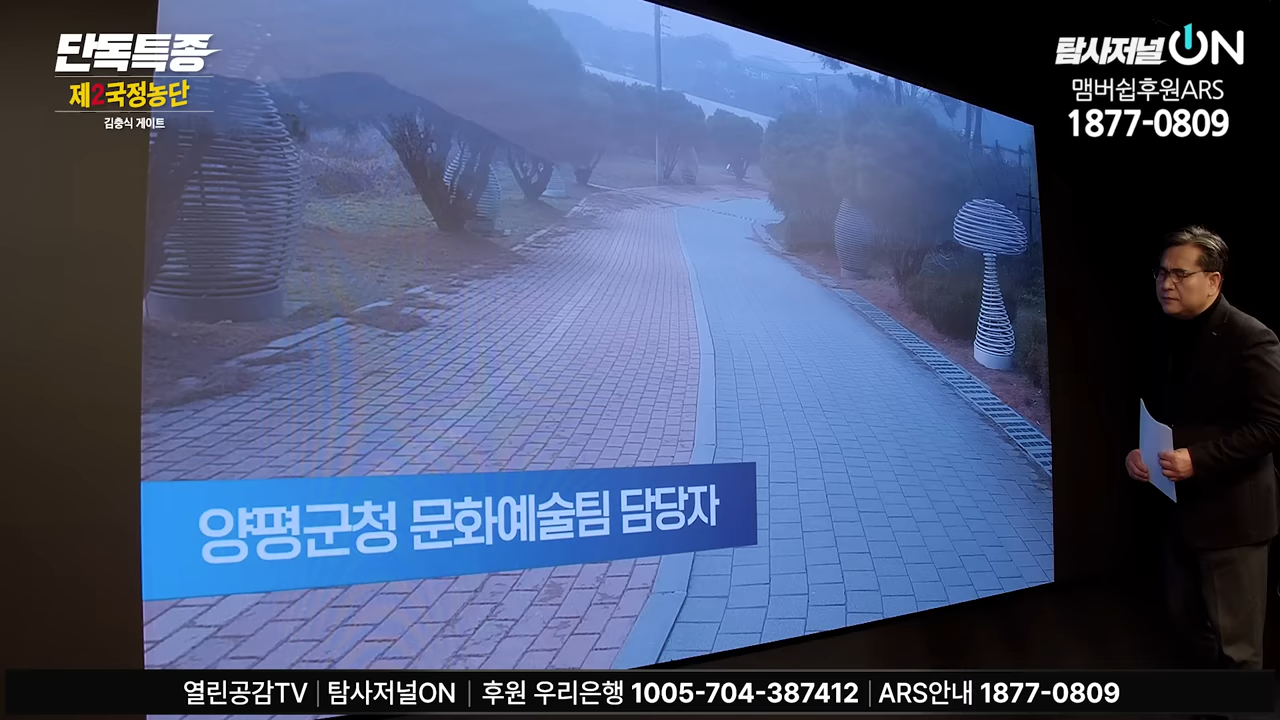 단독특종
제2국정농단
김충식 게이트
탐사저널ON
맴버쉽후원ARS
1877-0809
양평군청 문화예술팀 담당자
열린공감TV | 탐사저널ON | 후원 우리은행 1005-704-387412 | ARS안내 1877-0809